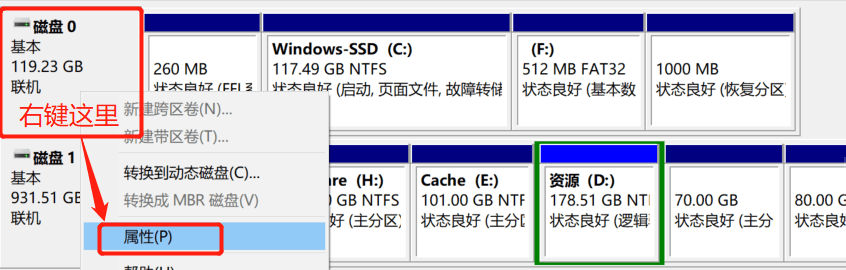 磁盘 0
基本
119.23 GB
联机
260 MB
状态良好 (EFI 系
Windows-SSD (C:)
117.49 GB NTFS
状态良好 (启动, 页面文件, 故障转储
(F:)
512 MB FAT32
状态良好 (基本数
1000 MB
状态良好 (恢复分区)
右键这里
新建跨区卷(N)...
新建带区卷(T)...
转换到动态磁盘(C)...
转换成 MBR 磁盘(V)
属性(P)
帮助(H)
磁盘 1
基本
931.51 GB
联机
are (H:)
0 GB NTFS
好 (主分区)
Cache (E:)
101.00 GB NTF
状态良好 (主分区
资源 (D:)
178.51 GB NTI
状态良好 (逻辑
70.00 GB
状态良好 (主分
80.00 G
状态良好